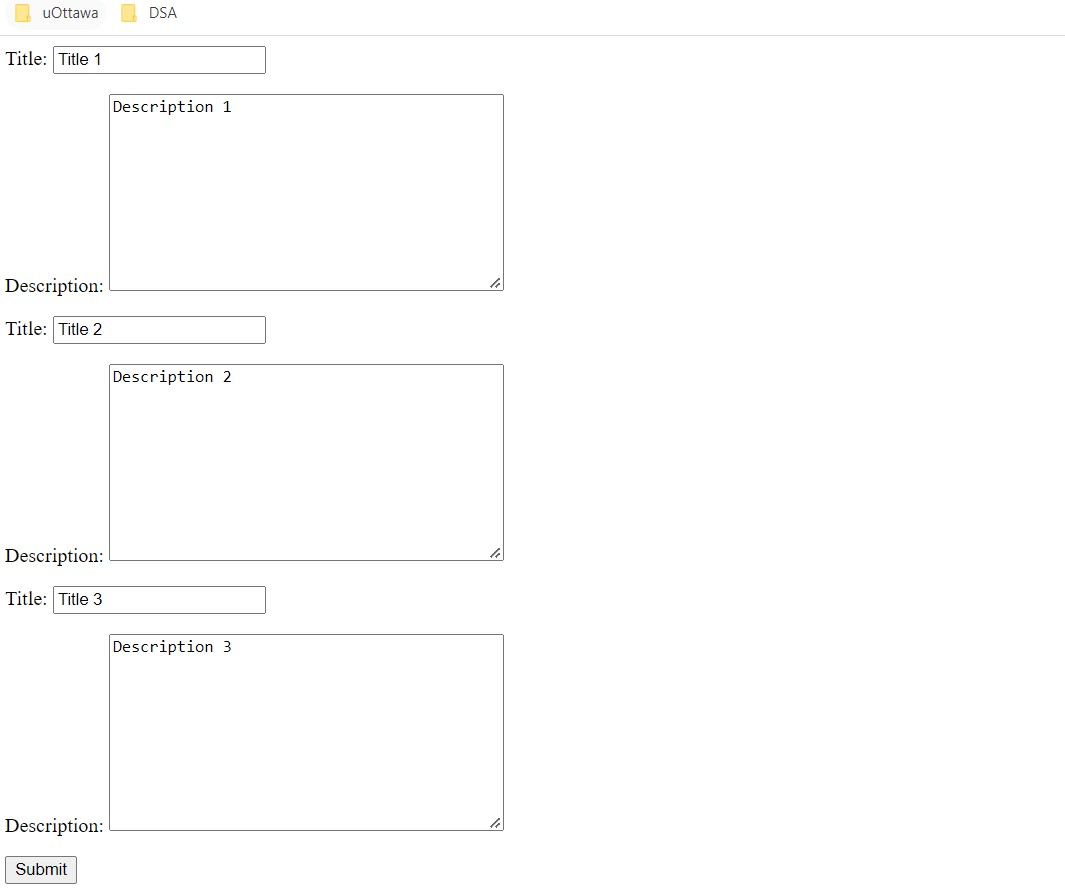 uOttawa DSA
Title: Title 1
Description 1
Description:
Title: Title 2
Description 2
Description:
Title: Title 3
Description 3
Description:
Submit